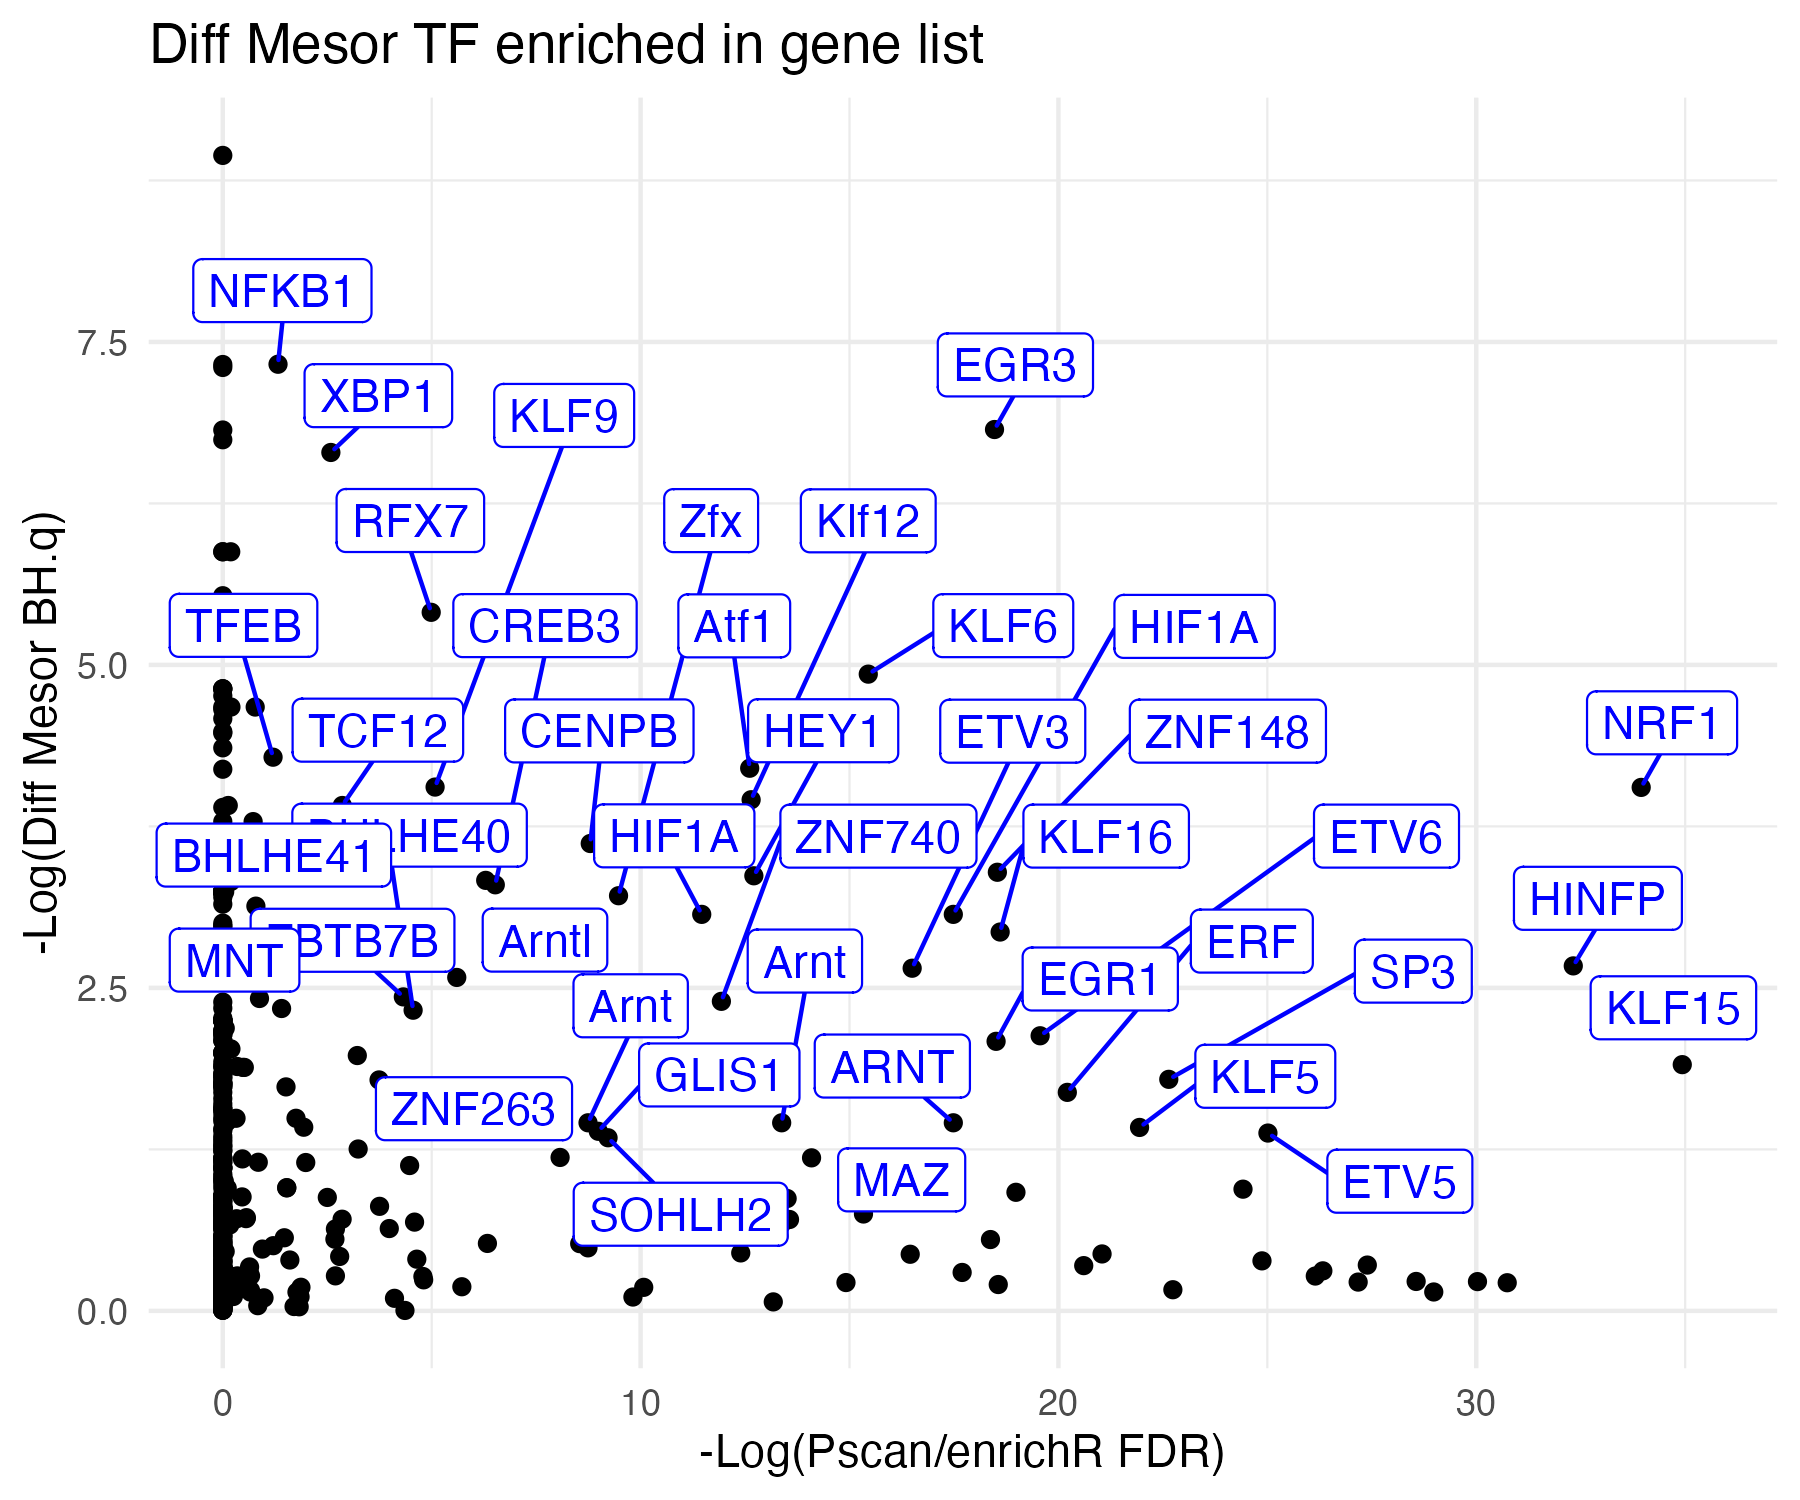 Diff Mesor TF enriched in gene list
NFKB1
EGR3
XBP1
KLF9
7.5
RFX7
Zfx
Klf12
TFEB
CREB3
Atf1
KLF6
HIF1A
5.0
TCF12
CENPB
HEY1
ETV3
ZNF148
NRF1
BHLHE41
LHE40
HIF1A
ZNF740
KLF16
ETV6
HINFP
MNT
BTB7B
Arntl
Arnt
EGR1
ERF
SP3
2.5
Arnt
KLF15
ZNF263
GLIS1
ARNT
KLF5
MAZ
ETV5
SOHLH2
0.0
0
10
20
30
-Log(Diff Mesor BH.q)
-Log(Pscan/enrichR FDR)